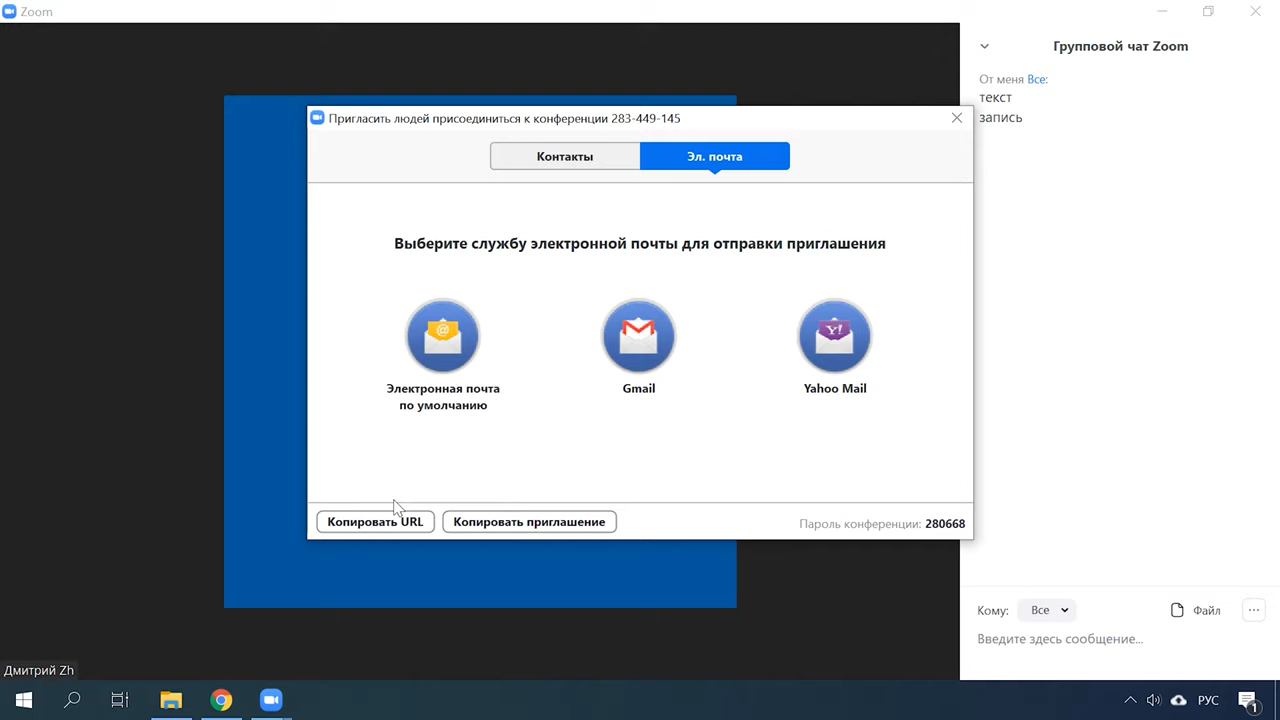 Zoom
Групповой чат Zoom
От меня Все:
текст
запись
Пригласить людей присоединиться к конференции 283-449-145
Контакты
Эл. почта
Выберите службу электронной почты для отправки приглашения
@
Y!
Электронная почта
по умолчанию
Gmail
Yahoo Mail
Копировать URL
Копировать приглашение
Пароль конференции: 280668
Кому:
Все
Файл
...
Введите здесь сообщение...
Дмитрий Zh
РУС
1